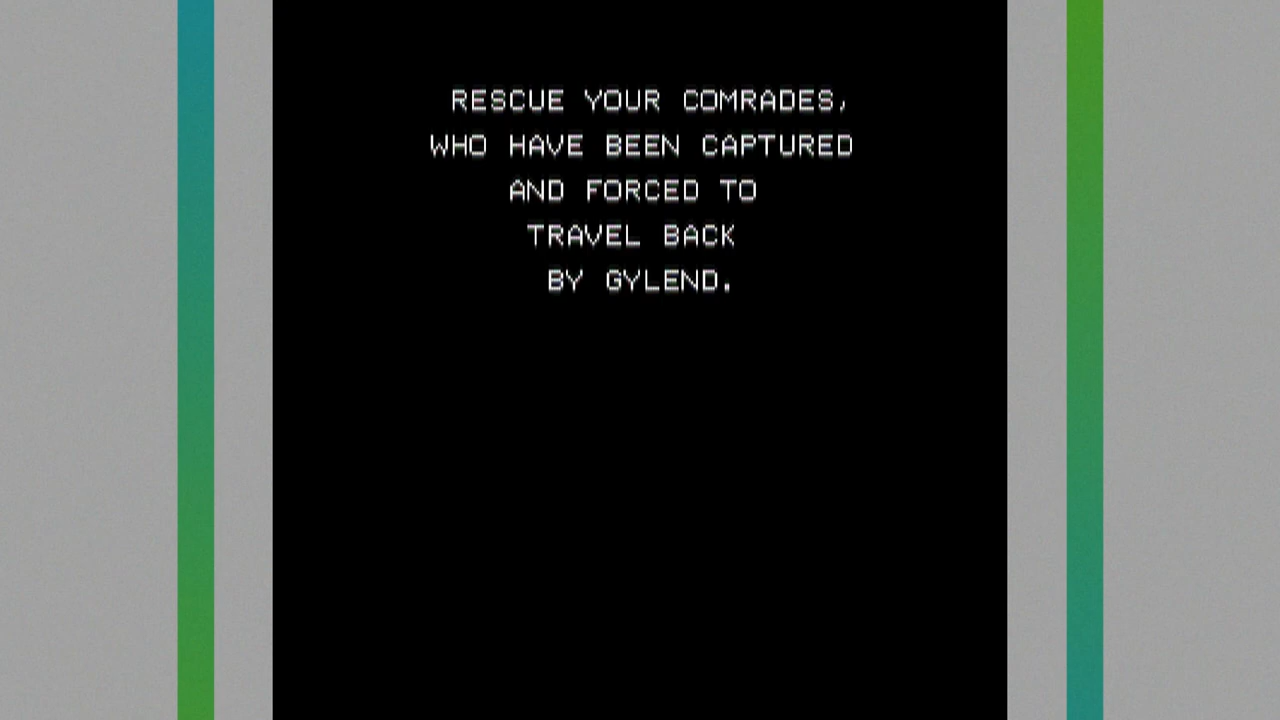 RESCUE YOUR COMRADES,
WHO HAVE BEEN CAPTURED
AND FORCED TO
TRAVEL BACK
BY GYLEND.